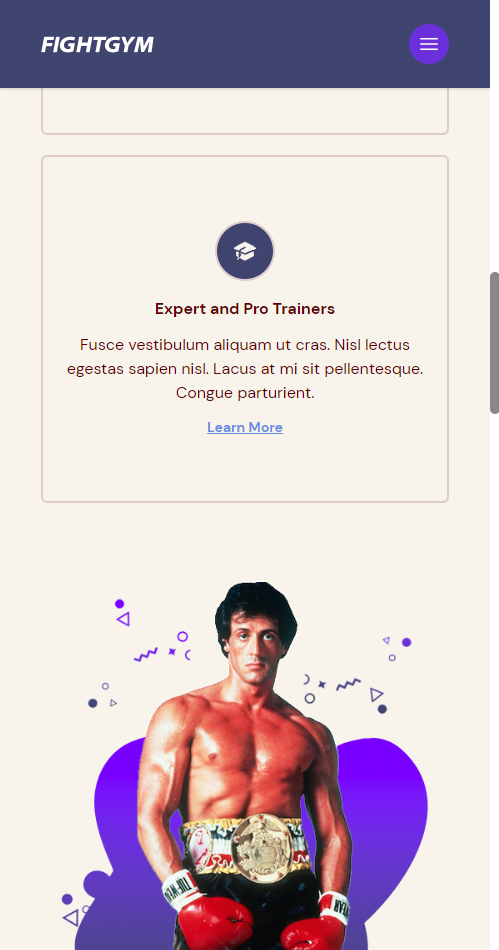 FIGHTGYM
Expert and Pro Trainers
Fusce vestibulum aliquam ut cras. Nisl lectus
egestas sapien nisl. Lacus at mi sit pellentesque.
Congue parturient.
Learn More